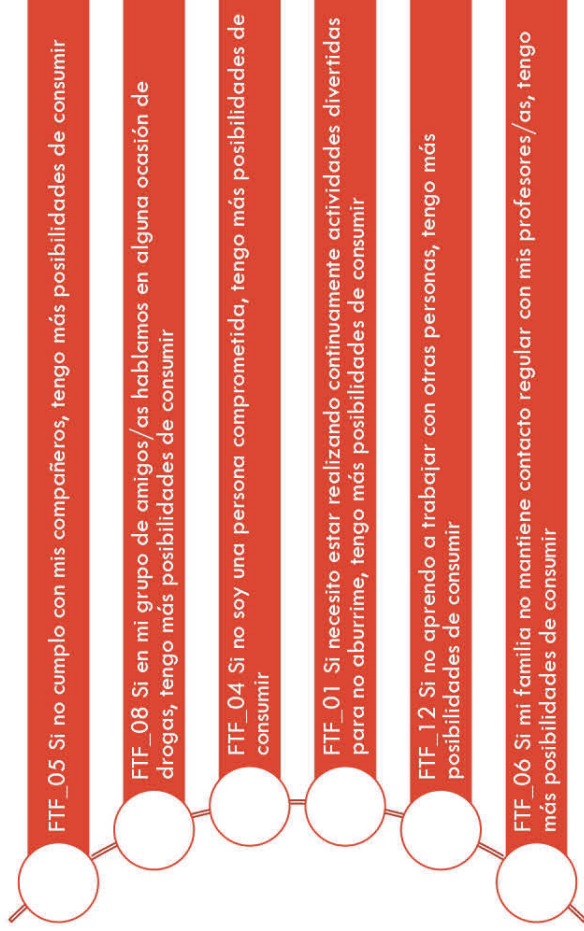 FTF_05 Si no cumplo con mis compañeros, tengo más posibilidades de consumir
FTF_08 Si en mi grupo de amigos/as hablamos en alguna ocasión de
drogas, tengo más posibilidades de consumir
FTF_04 Si no soy una persona comprometida, tengo más posibilidades de
consumir
FTF_01 Si necesito estar realizando continuamente actividades divertidas
para no aburrirme, tengo más posibilidades de consumir
FTF_12 Si no aprendo a trabajar con otras personas, tengo más
posibilidades de consumir
FTF_06 Si mi familia no mantiene contacto regular con mis profesores/as, tengo
más posibilidades de consumir